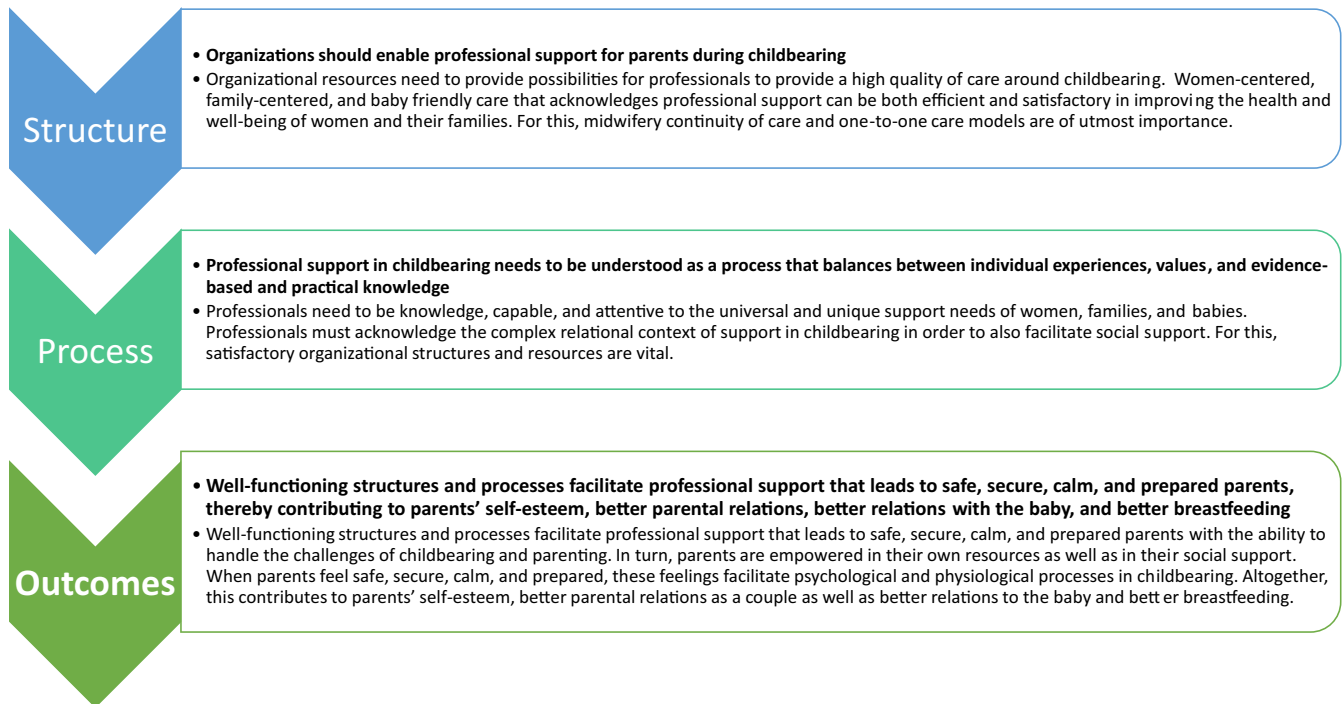 Structure
• Organizations should enable professional support for parents during childbearing
• Organizational resources need to provide possibilities for professionals to provide a high quality of care around childbearing. Women-centered,
family-centered, and baby friendly care that acknowledges professional support can be both efficient and satisfactory in improving the health and
well-being of women and their families. For this, midwifery continuity of care and one-to-one care models are of utmost importance.
Process
• Professional support in childbearing needs to be understood as a process that balances between individual experiences, values, and evidence-
based and practical knowledge
• Professionals need to be knowledge, capable, and attentive to the universal and unique support needs of women, families, and babies.
Professionals must acknowledge the complex relational context of support in childbearing in order to also facilitate social support. For this,
satisfactory organizational structures and resources are vital.
Outcomes
• Well-functioning structures and processes facilitate professional support that leads to safe, secure, calm, and prepared parents,
thereby contributing to parents’ self-esteem, better parental relations, better relations with the baby, and better breastfeeding
• Well-functioning structures and processes facilitate professional support that leads to safe, secure, calm, and prepared parents with the ability to
handle the challenges of childbearing and parenting. In turn, parents are empowered in their own resources as well as in their social support.
When parents feel safe, secure, calm, and prepared, these feelings facilitate psychological and physiological processes in childbearing. Altogether,
this contributes to parents’ self-esteem, better parental relations as a couple as well as better relations to the baby and bett er breastfeeding.